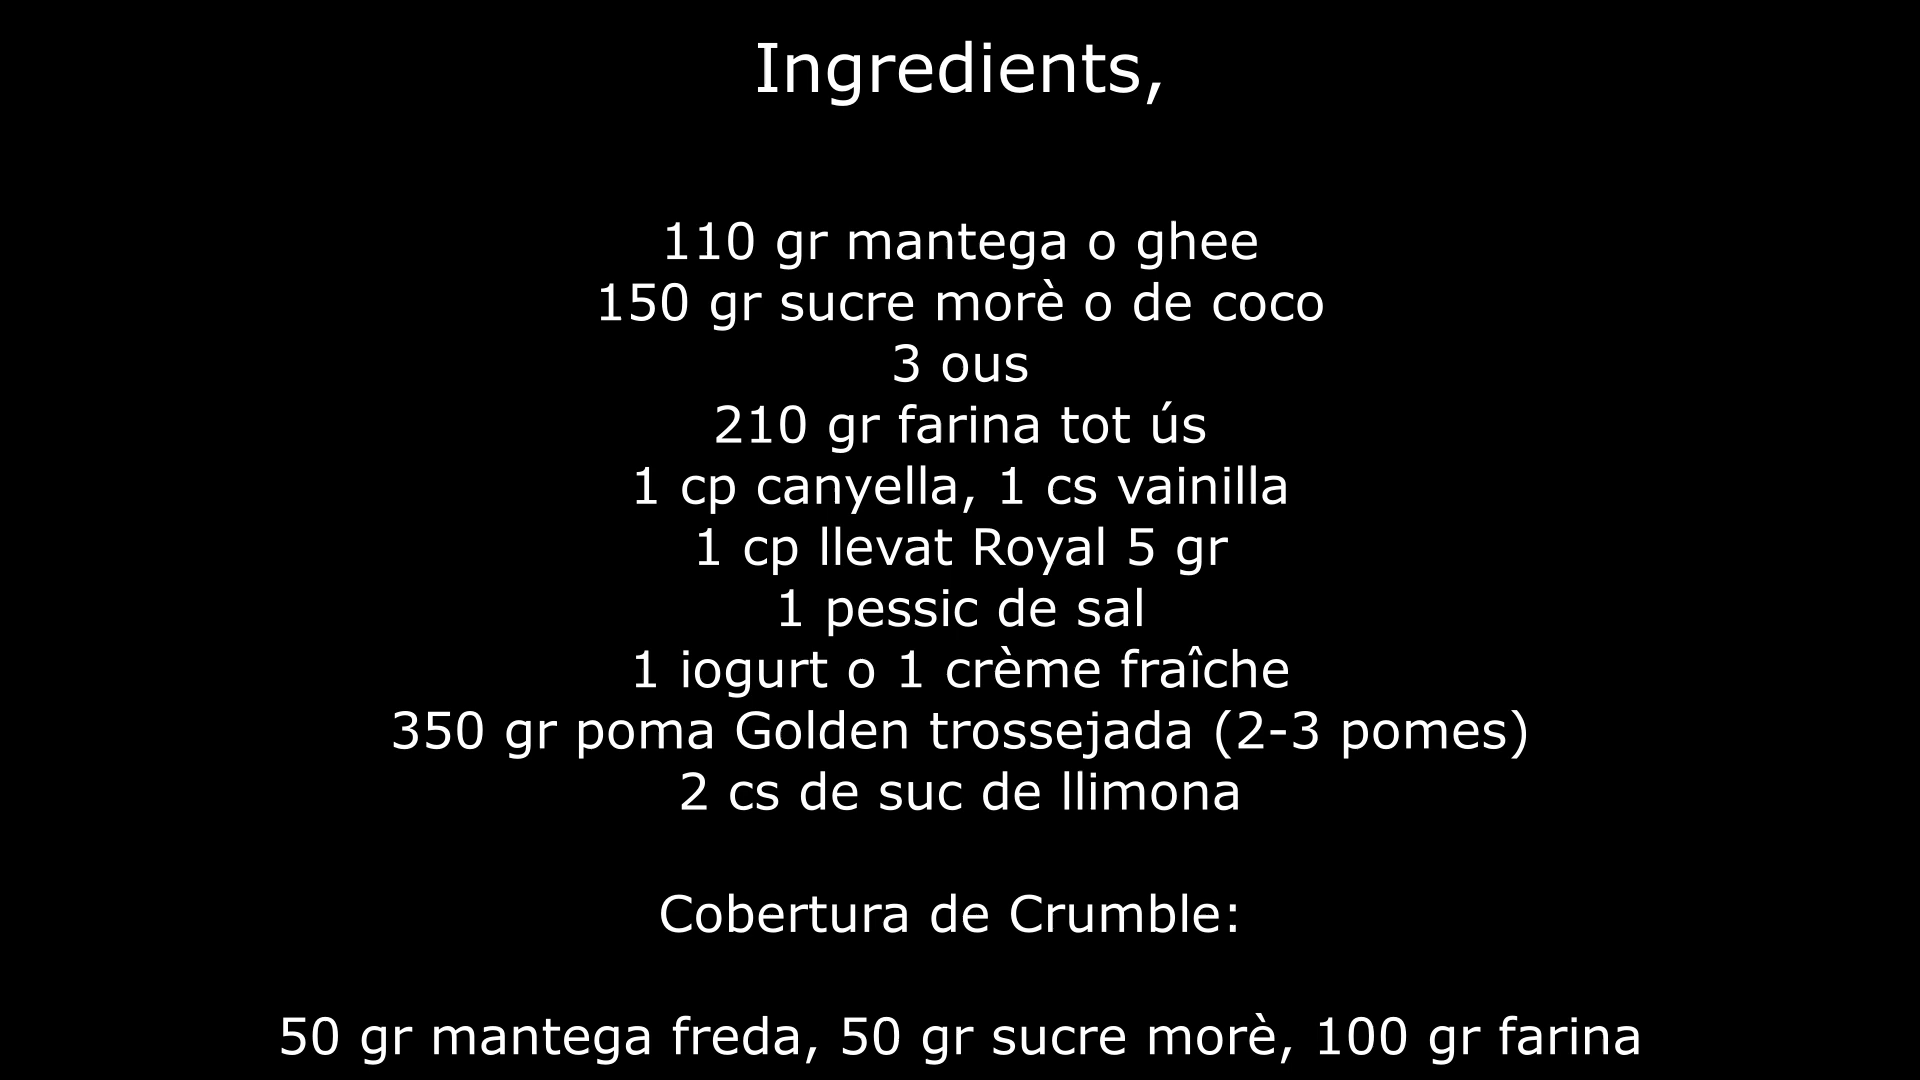 Ingredients,
110 gr mantega o ghee
150 gr sucre morè o de coco
3 ous
210 gr farina tot ús
1 cp canyella, 1 cs vainilla
1 cp llevat Royal 5 gr
1 pessic de sal
1 iogurt o 1 crème fraîche
350 gr poma Golden trossejada (2-3 pomes)
2 cs de suc de llimona
Cobertura de Crumble:
50 gr mantega freda, 50 gr sucre morè, 100 gr farina